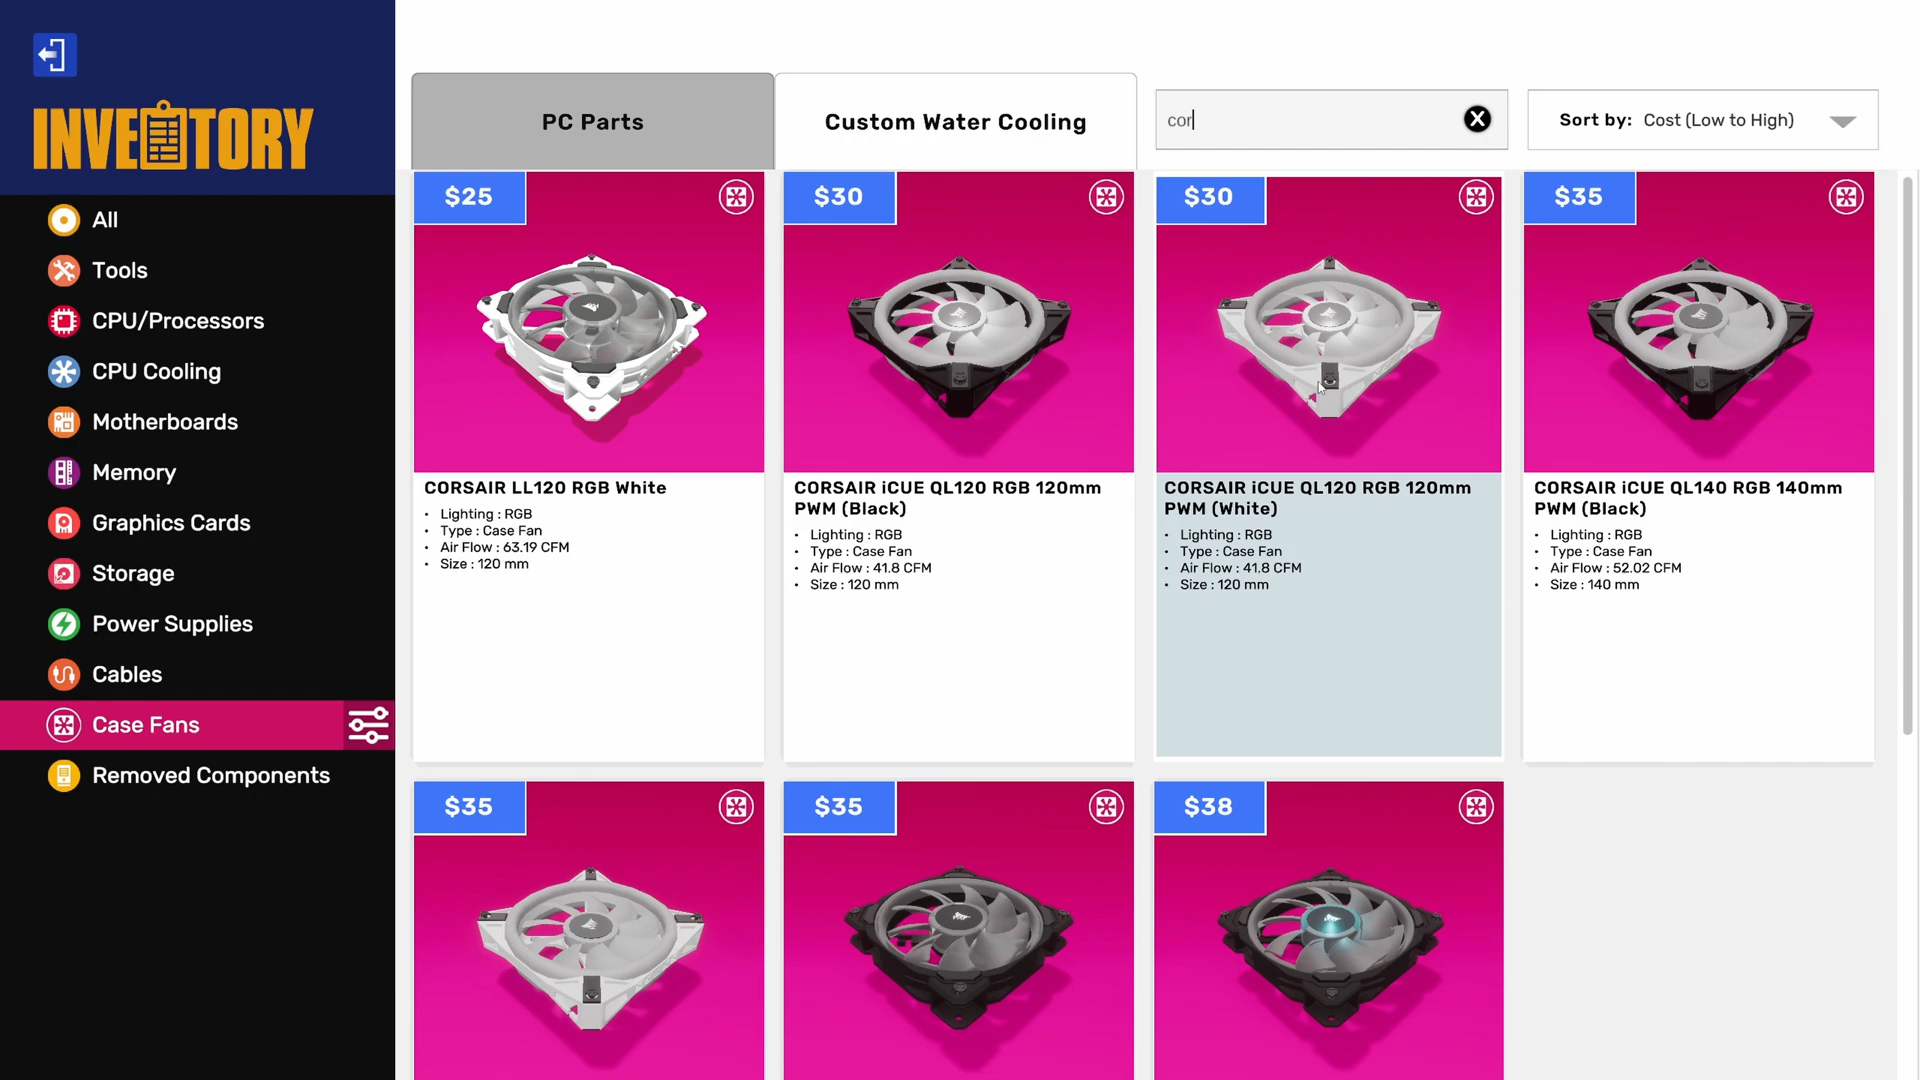 INVENTORY
All
Tools
CPU/Processors
CPU Cooling
Motherboards
Memory
Graphics Cards
Storage
Power Supplies
Cables
Case Fans
Removed Components
PC Parts
Custom Water Cooling
cor
X
Sort by: Cost (Low to High)
$25
CORSAIR LL120 RGB White
• Lighting : RGB
• Type : Case Fan
• Air Flow : 63.19 CFM
• Size : 120 mm
$30
CORSAIR iCUE QL120 RGB 120mm
PWM (Black)
• Lighting : RGB
• Type : Case Fan
• Air Flow : 41.8 CFM
• Size : 120 mm
$30
CORSAIR iCUE QL120 RGB 120mm
PWM (White)
• Lighting : RGB
• Type : Case Fan
• Air Flow : 41.8 CFM
• Size : 120 mm
$35
CORSAIR iCUE QL140 RGB 140mm
PWM (Black)
• Lighting : RGB
• Type : Case Fan
• Air Flow : 52.02 CFM
• Size : 140 mm
$35
$35
$38